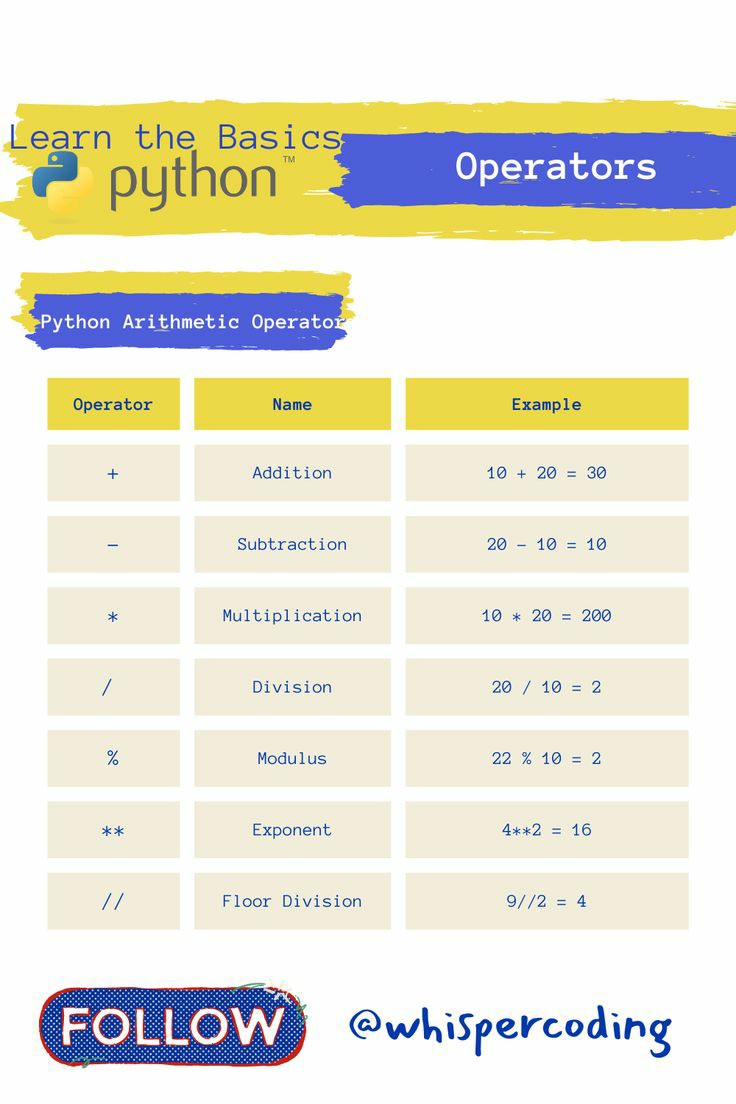 Learn the Basics
python™
Operators
Python Arithmetic Operator
Operator Name Example
+ Addition 10 + 20 = 30
- Subtraction 20 - 10 = 10
* Multiplication 10 * 20 = 200
/ Division 20 / 10 = 2
% Modulus 22 % 10 = 2
** Exponent 4**2 = 16
// Floor Division 9//2 = 4
FOLLOW @whispercoding